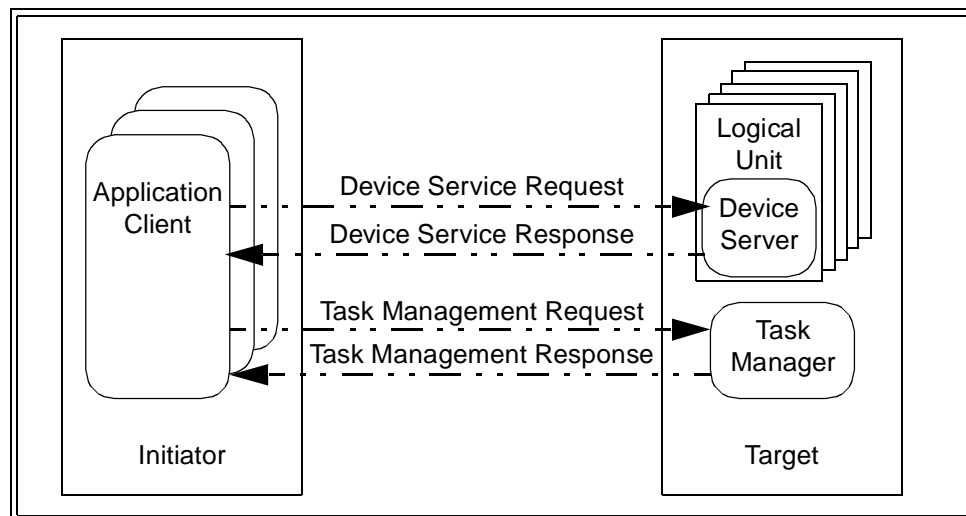 Application
Client
Device Service Request
Device Service Response
Task Management Request
Task Management Response
Logical
Unit
Device
Server
Task
Manager
Initiator
Target